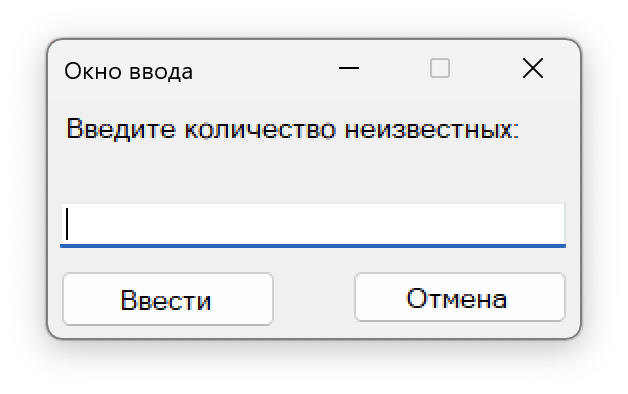 Окно ввода
Введите количество неизвестных:
Ввести
Отмена